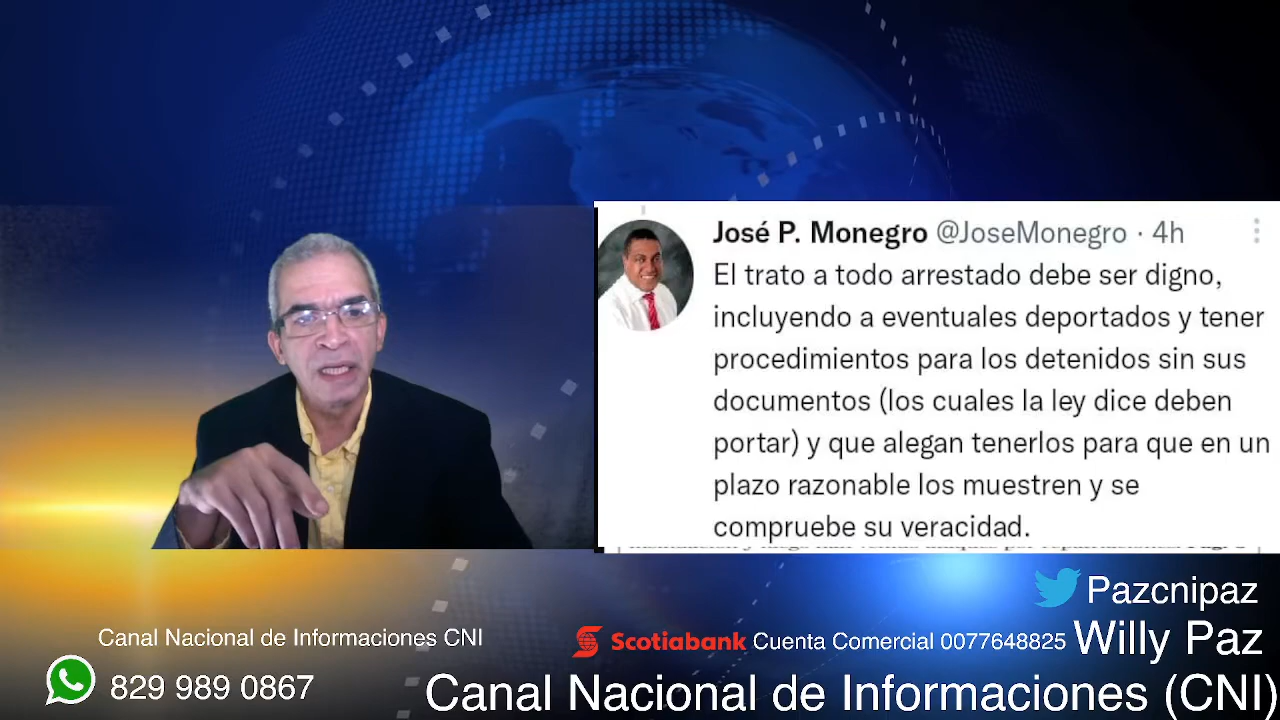 José P. Monegro @JoseMonegro · 4h
El trato a todo arrestado debe ser digno,
incluyendo a eventuales deportados y tener
procedimientos para los detenidos sin sus
documentos (los cuales la ley dice deben
portar) y que alegan tenerlos para que en un
plazo razonable los muestren y se
compruebe su veracidad.
Pazcnipaz
Canal Nacional de Informaciones CNI
Scotiabank Cuenta Comercial 0077648825 Willy Paz
829 989 0867
Canal Nacional de Informaciones (CNI)